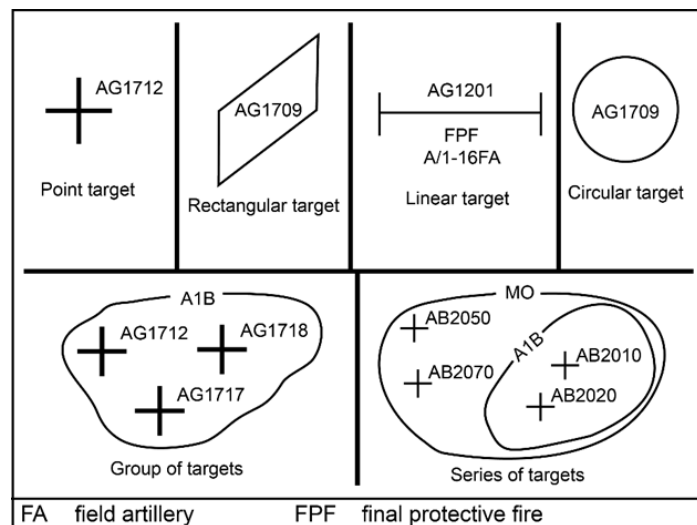 AG1712
Point target
AG1709
Rectangular target
AG1201
FPF
A/1-16FA
Linear target
AG1709
Circular target
A1B
AG1712
AG1718
AG1717
Group of targets
MO
AB2050
A1B
AB2070
AB2010
AB2020
Series of targets
FA field artillery FPF final protective fire